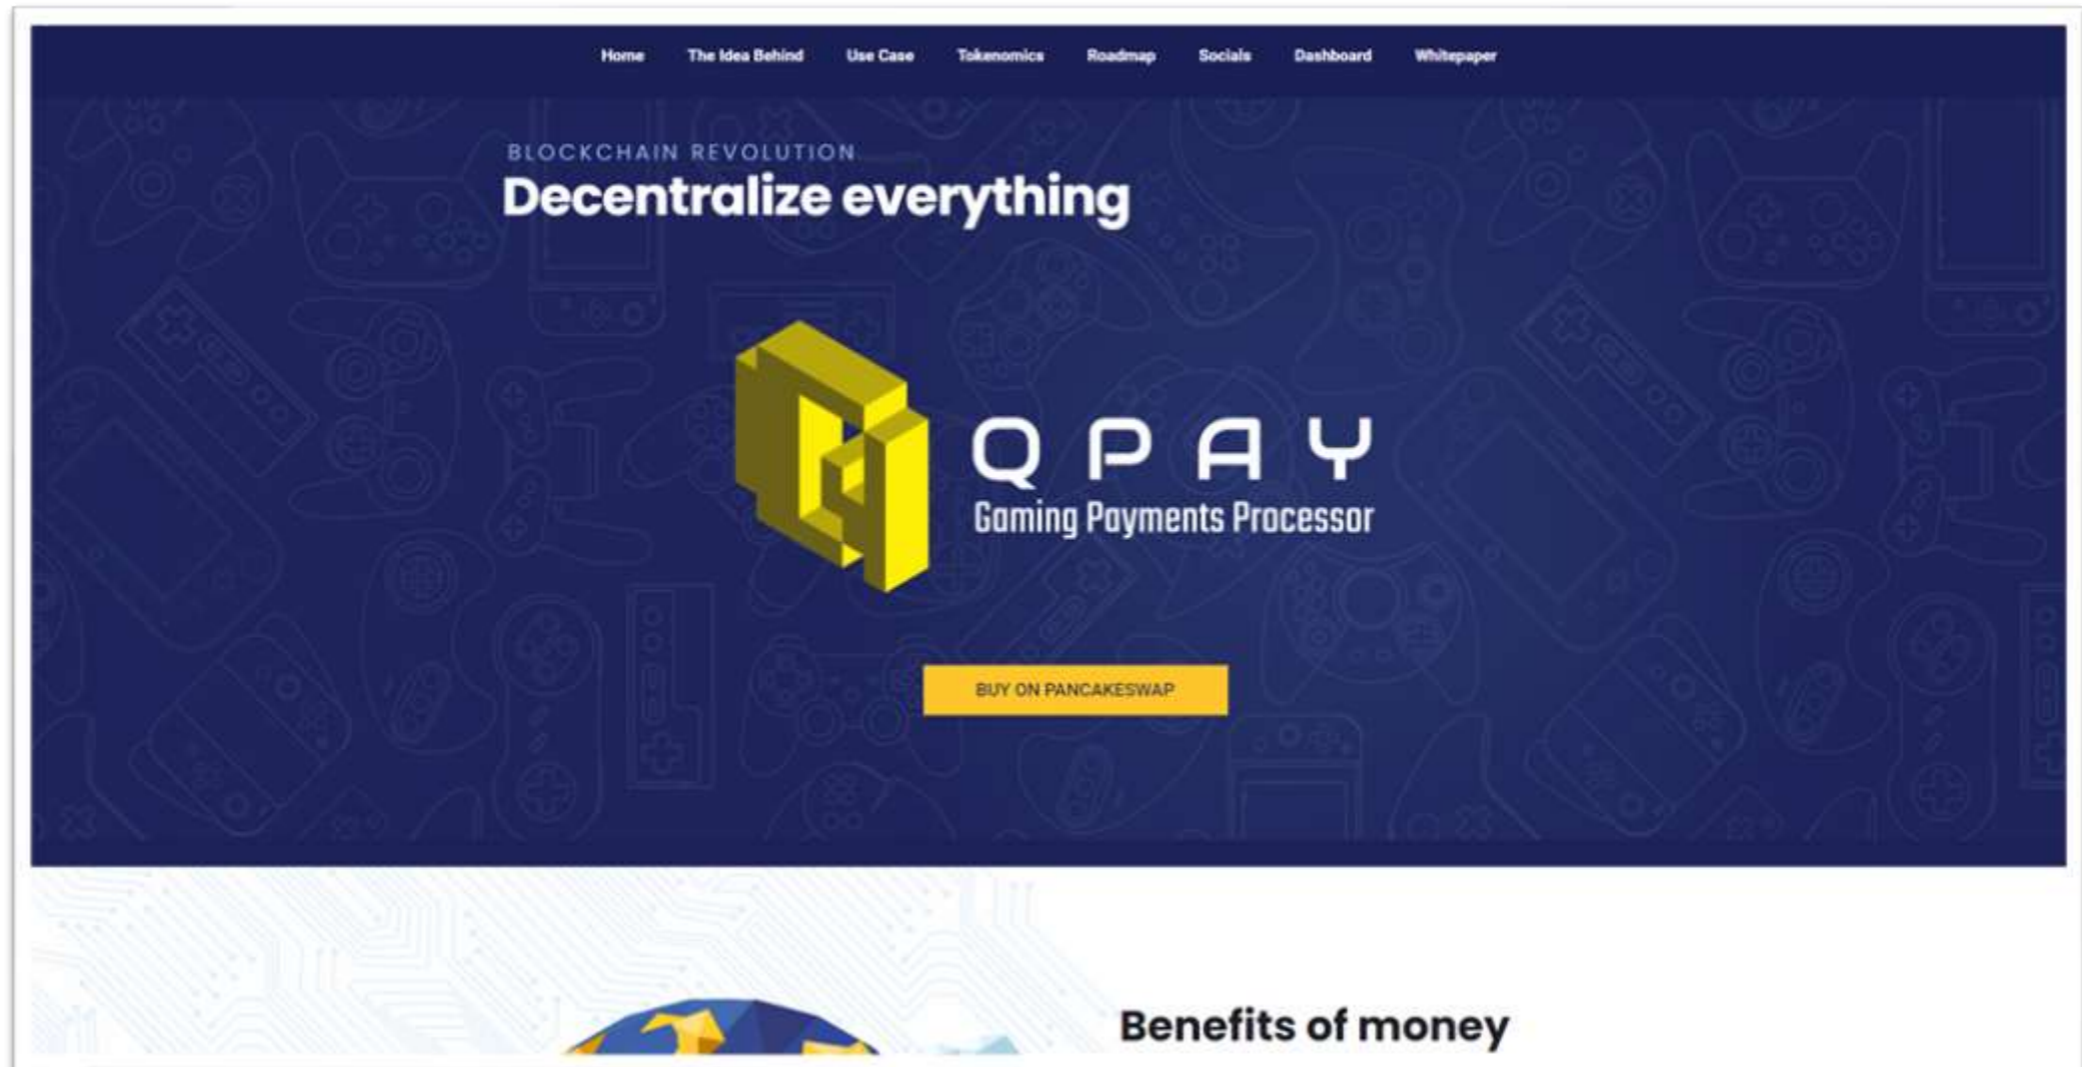 Home The Idea Behind Use Case Tokenomics Roadmap Socials Dashboard Whitepaper
BLOCKCHAIN REVOLUTION
Decentralize everything
QPAY
Gaming Payments Processor
BUY ON PANCAKESWAP
Benefits of money